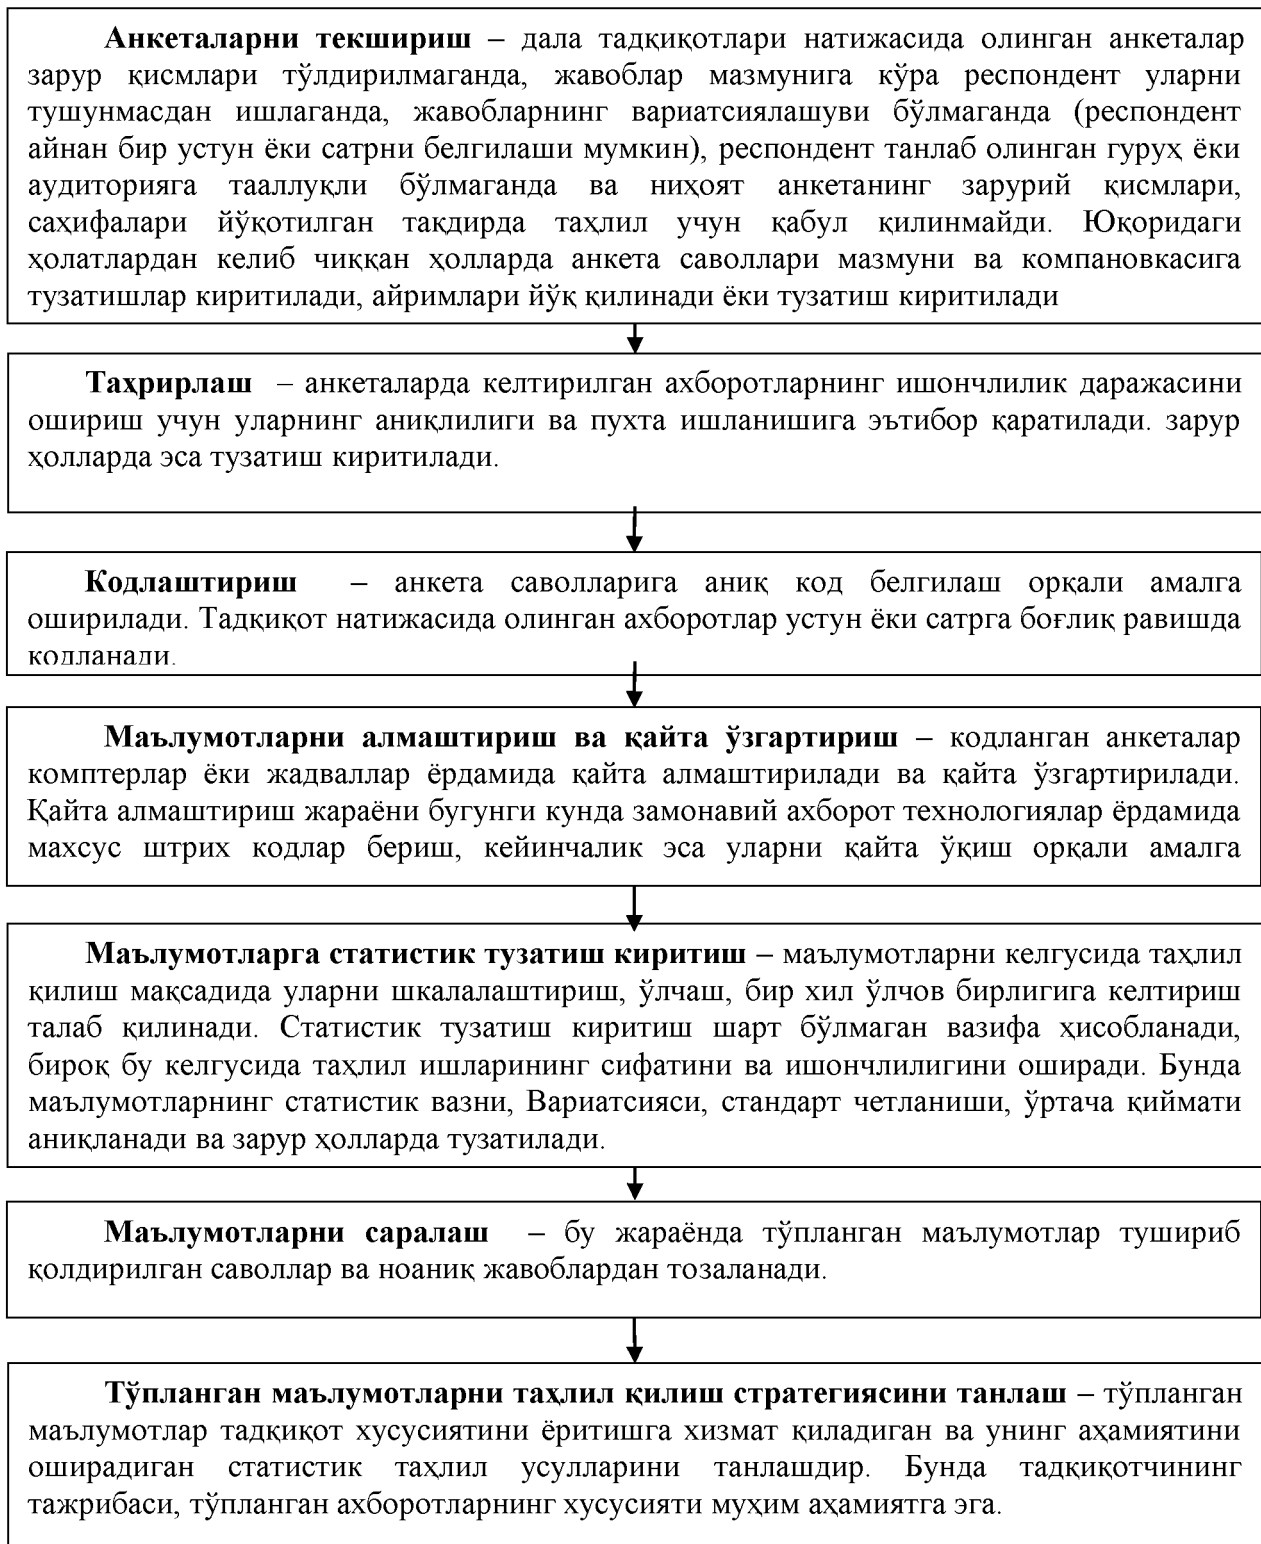 Анкеталарни текшириш – дала тадқиқотлари натижасида олинган анкеталар
зарур қисмлари тўлдирилмаганда, жавоблар мазмунига кўра респондент уларни
тушунмасдан ишлаганда, жавобларнинг вариатсиялашуви бўлмаганда (респондент
айнан бир устун ёки сатрни белгилаши мумкин), респондент танлаб олинган гуруҳ ёки
аудиторияга тааллуқли бўлмаганда ва ниҳоят анкетанинг зарурий қисмлари,
саҳифалари йўқотилган тақдирда таҳлил учун қабул қилинмайди. Юқоридаги
ҳолатлардан келиб чиққан ҳолларда анкета саволлари мазмуни ва компановкасига
тузатишлар киритилади, айримлари йўқ қилинади ёки тузатиш киритилади
Таҳрирлаш – анкеталарда келтирилган ахборотларнинг ишончлилик даражасини
ошириш учун уларнинг аниқлилиги ва пухта ишланишига эътибор қаратилади. зарур
ҳолларда эса тузатиш киритилади.
Кодлаштириш – анкета саволларига аниқ код белгилаш орқали амалга
оширилади. Тадқиқот натижасида олинган ахборотлар устун ёки сатрга боғлиқ равишда
кодланади.
Маълумотларни алмаштириш ва қайта ўзгартириш – кодланган анкеталар
комптерлар ёки жадваллар ёрдамида қайта алмаштирилади ва қайта ўзгартирилади.
Қайта алмаштириш жараёни бугунги кунда замонавий ахборот технологиялар ёрдамида
махсус штрих кодлар бериш, кейинчалик эса уларни қайта ўқиш орқали амалга
Маълумотларга статистик тузатиш киритиш – маълумотларни келгусида таҳлил
қилиш мақсадида уларни шкалалаштириш, ўлчаш, бир хил ўлчов бирлигига келтириш
талаб қилинади. Статистик тузатиш киритиш шарт бўлмаган вазифа ҳисобланади,
бироқ бу келгусида таҳлил ишларининг сифатини ва ишончлилигини оширади. Бунда
маълумотларнинг статистик вазни, Вариатсияси, стандарт четланиши, ўртача қиймати
аниқланади ва зарур ҳолларда тузатилади.
Маълумотларни саралаш – бу жараёнда тўпланган маълумотлар тушириб
қолдирилган саволлар ва ноаниқ жавоблардан тозаланади.
Тўпланган маълумотларни таҳлил қилиш стратегиясини танлаш – тўпланган
маълумотлар тадқиқот хусусиятини ёритишга хизмат қиладиган ва унинг аҳамиятини
оширадиган статистик таҳлил усулларини танлашдир. Бунда тадқиқотчининг
тажрибаси, тўпланган ахборотларнинг хусусияти муҳим аҳамиятга эга.